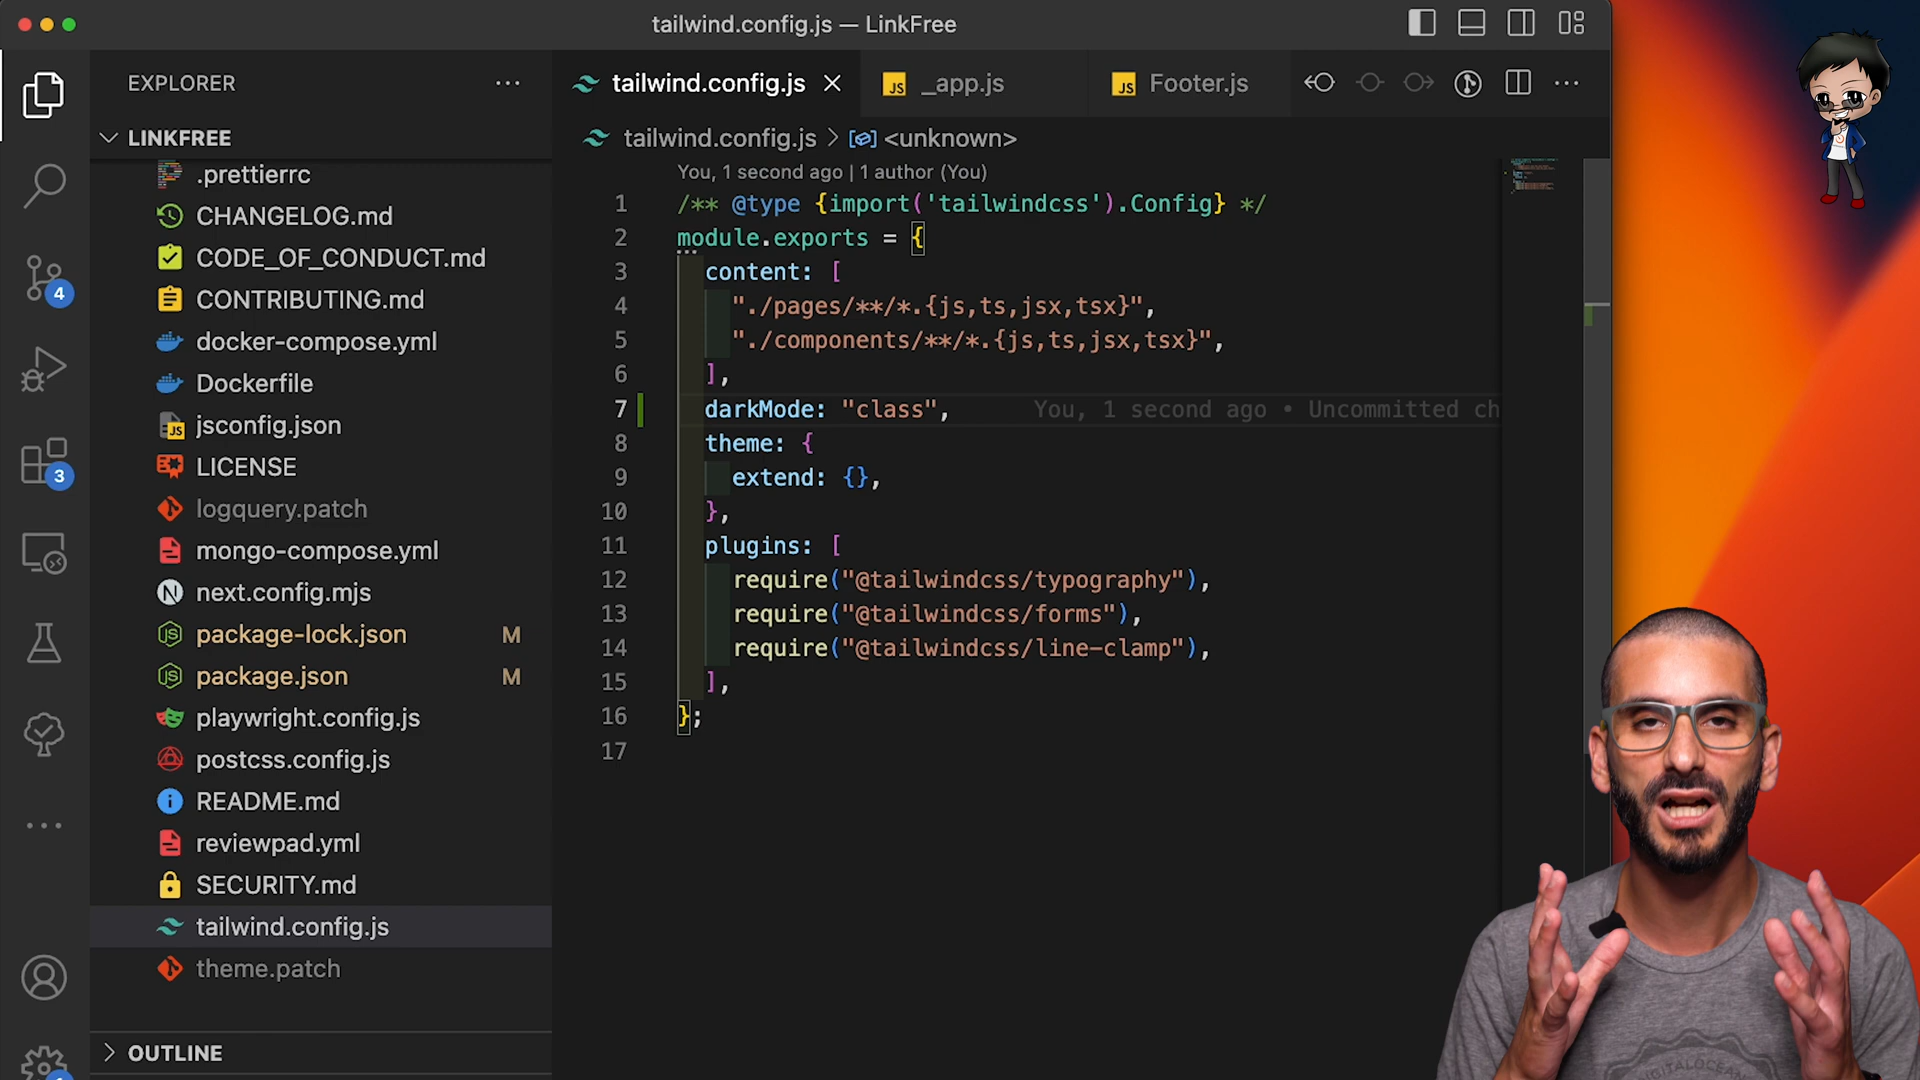 tailwind.config.js — LinkFree
EXPLORER
LINKFREE
.prettierrc
CHANGELOG.md
CODE_OF_CONDUCT.md
CONTRIBUTING.md
docker-compose.yml
Dockerfile
jsconfig.json
LICENSE
logquery.patch
mongo-compose.yml
next.config.mjs
package-lock.json M
package.json M
playwright.config.js
postcss.config.js
README.md
reviewpad.yml
SECURITY.md
tailwind.config.js
theme.patch
OUTLINE
4
3
tailwind.config.js
JS _app.js
JS Footer.js
tailwind.config.js > <unknown>
You, 1 second ago | 1 author (You)
1 /** @type {import('tailwindcss').Config} */
2 module.exports = {
3 content: [
4 "./pages/**/*.{js,ts,jsx,tsx}",
5 "./components/**/*.{js,ts,jsx,tsx}",
6 ],
7 darkMode: "class", You, 1 second ago • Uncommitted ch
8 theme: {
9 extend: {},
10 },
11 plugins: [
12 require("@tailwindcss/typography"),
13 require("@tailwindcss/forms"),
14 require("@tailwindcss/line-clamp"),
15 ],
16 };
17